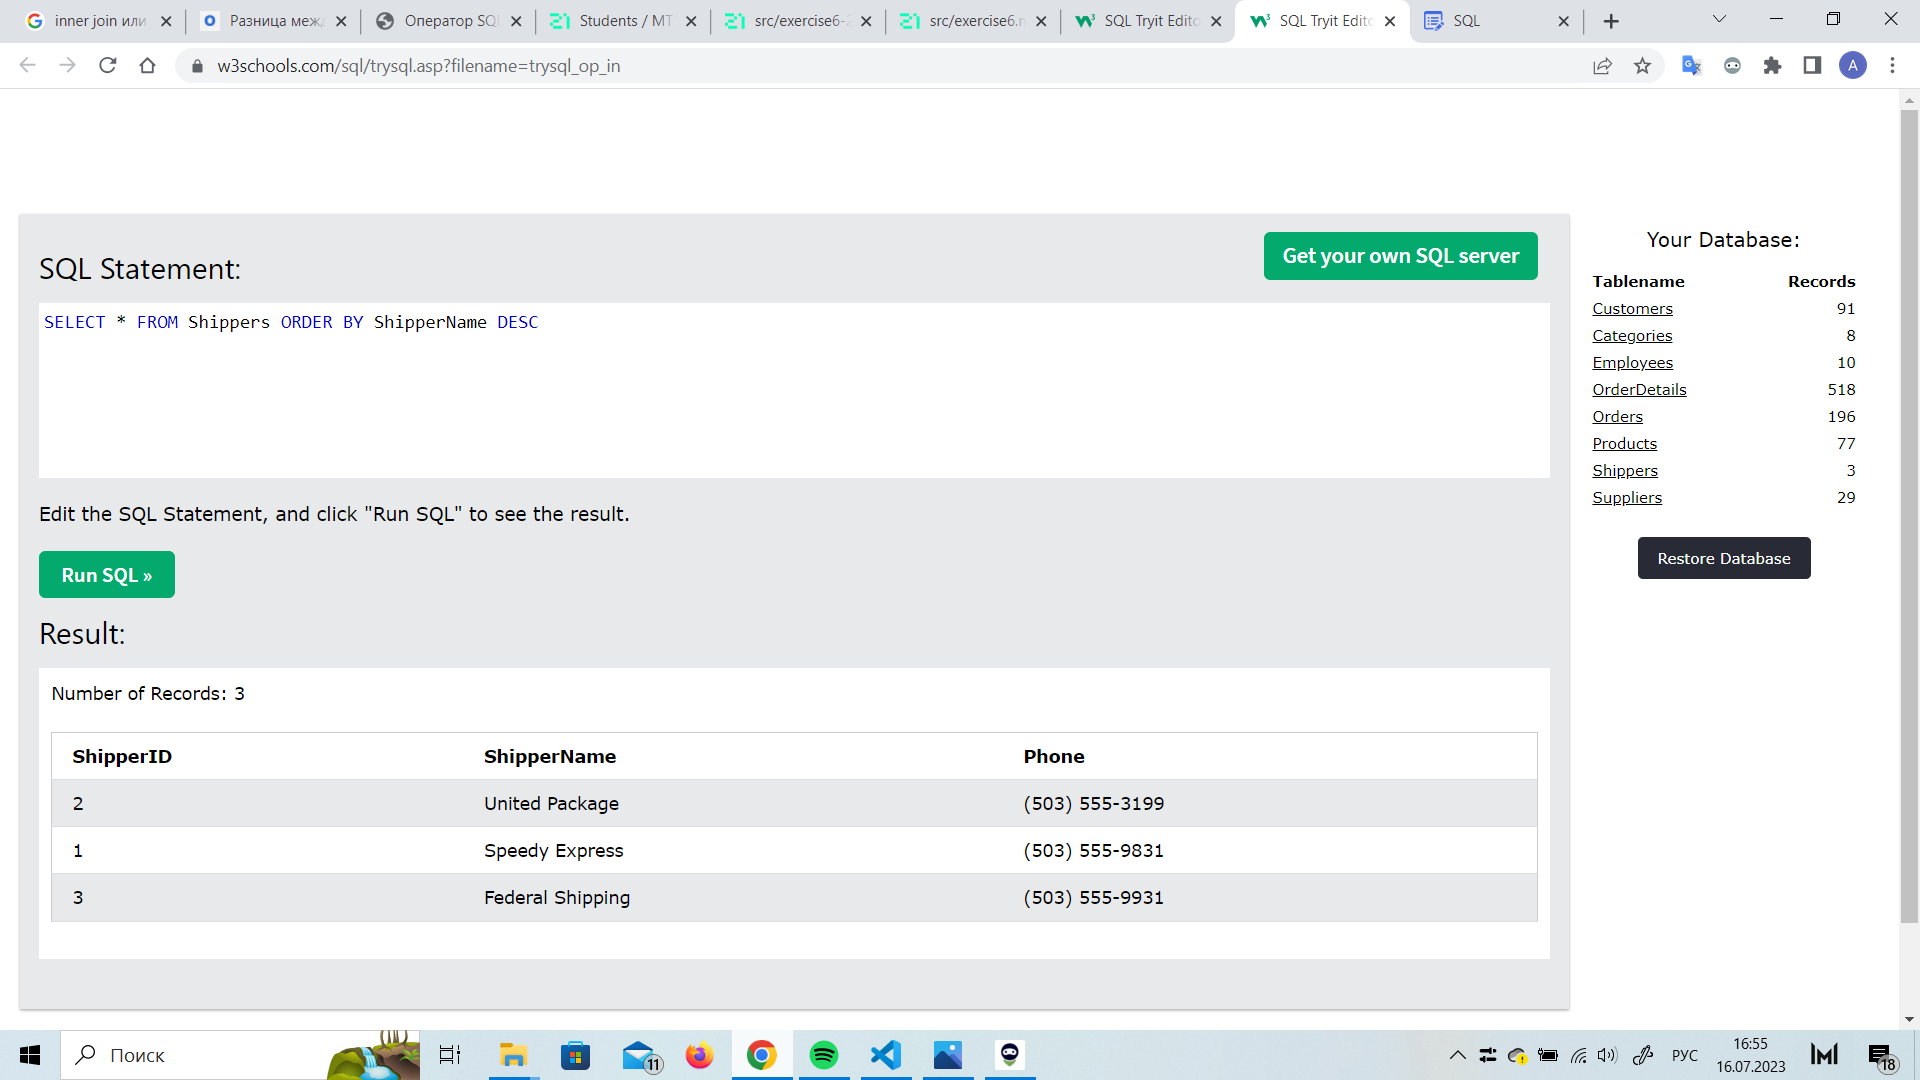 inner join или
Разница меж
Оператор SQL
Students / MT
src/exercise6-
src/exercise6.
SQL Tryit Edito
SQL Tryit Edito
SQL
w3schools.com/sql/trysql.asp?filename=trysql_op_in
A
SQL Statement:
Get your own SQL server
SELECT * FROM Shippers ORDER BY ShipperName DESC
Edit the SQL Statement, and click "Run SQL" to see the result.
Run SQL »
Result:
Number of Records: 3
ShipperID ShipperName Phone
2 United Package (503) 555-3199
1 Speedy Express (503) 555-9831
3 Federal Shipping (503) 555-9931
Your Database:
Tablename Records
Customers 91
Categories 8
Employees 10
OrderDetails 518
Orders 196
Products 77
Shippers 3
Suppliers 29
Restore Database
Поиск
11
РУС
16:55
16.07.2023
18